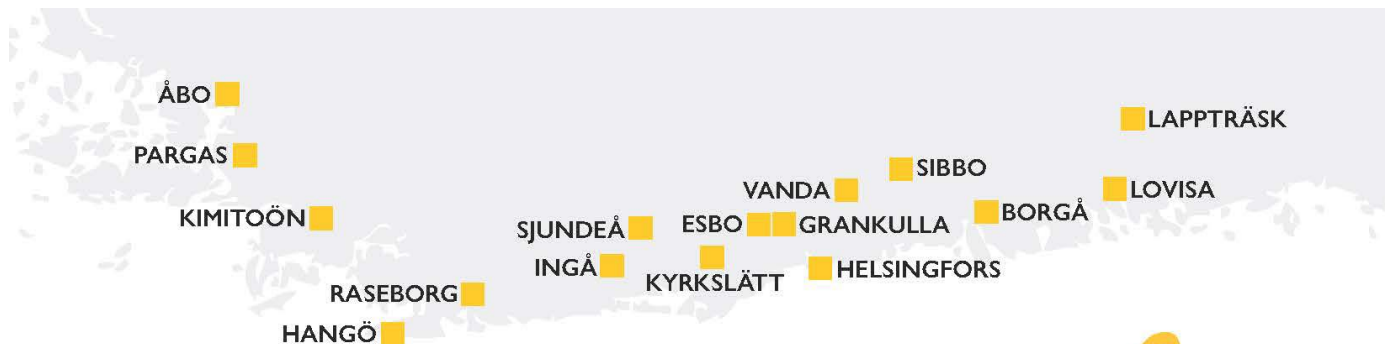 ÅBO
LAPPTRÄSK
PARGAS
SIBBO
VANDA
LOVISA
KIMITOÖN
BORGÅ
SJUNDEÅ
ESBO
GRANKULLA
INGÅ
KYRKSLÄTT
HELSINGFORS
RASEBORG
HANGÖ